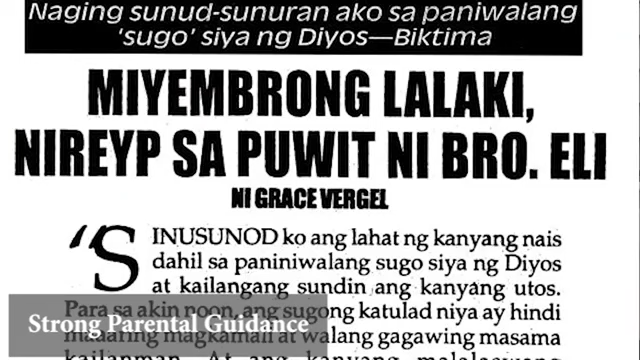 Naging sunud-sunuran ako sa paniwalang
'sugo' siya ng Diyos—Biktima
MIYEMBRONG LALAKI,
NIREYP SA PUWIT NI BRO. ELI
NI GRACE VERGEL
"SINUSUNOD ko ang lahat ng kanyang nais
dahil sa paniniwalang sugo siya ng Diyos
at kailangang sundin ang kanyang utos.
Para sa akin noon, ang sugong katulad niya ay hindi
maaring magkamali at walang gagawing masama
kailanman. At ang kanyang
Strong Parental Guidance